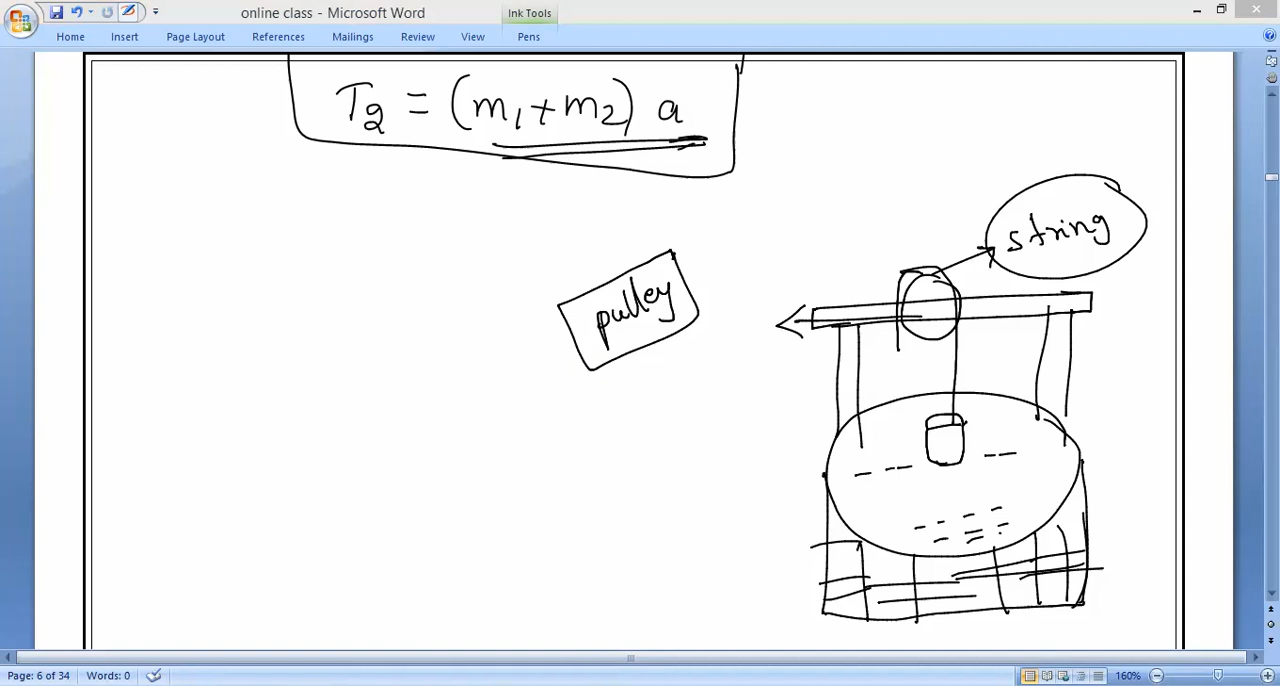 online class - Microsoft Word
Ink Tools
Home
Insert
Page Layout
References
Mailings
Review
View
Pens
T2 = (m1+m2) a
string
pulley
Page: 6 of 34
Words: 0
160%